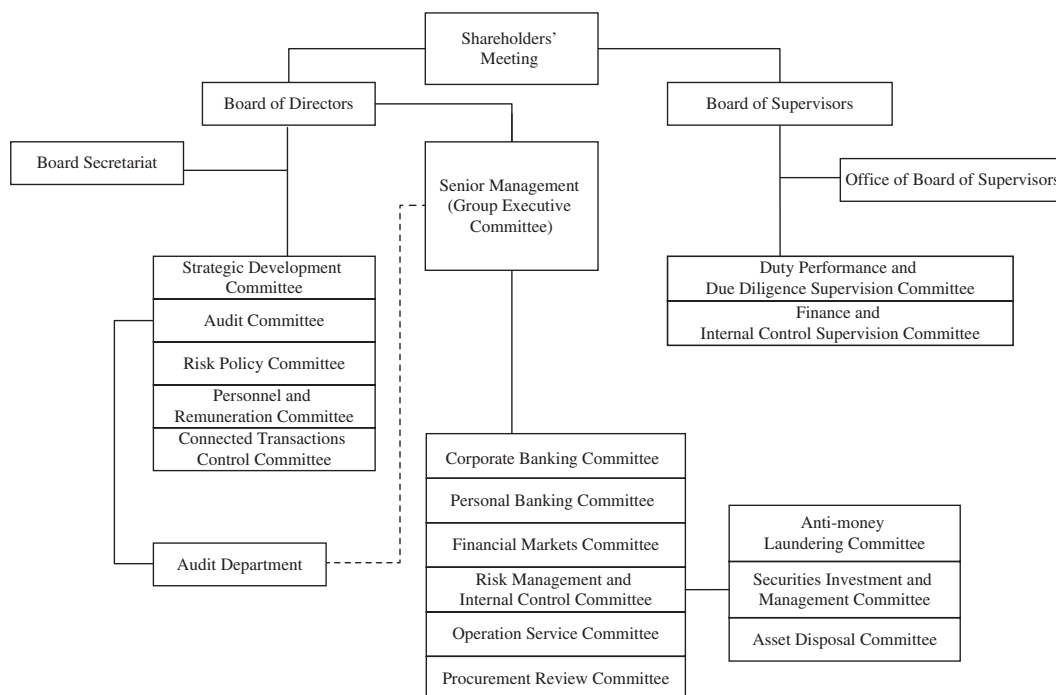 Shareholders’
Meeting
Board of Directors
Board of Supervisors
Board Secretariat
Senior Management
(Group Executive
Committee)
Office of Board of Supervisors
Strategic Development
Committee
Audit Committee
Risk Policy Committee
Personnel and
Remuneration Committee
Connected Transactions
Control Committee
Duty Performance and
Due Diligence Supervision Committee
Finance and
Internal Control Supervision Committee
Audit Department
Corporate Banking Committee
Personal Banking Committee
Financial Markets Committee
Risk Management and
Internal Control Committee
Operation Service Committee
Procurement Review Committee
Anti-money
Laundering Committee
Securities Investment and
Management Committee
Asset Disposal Committee